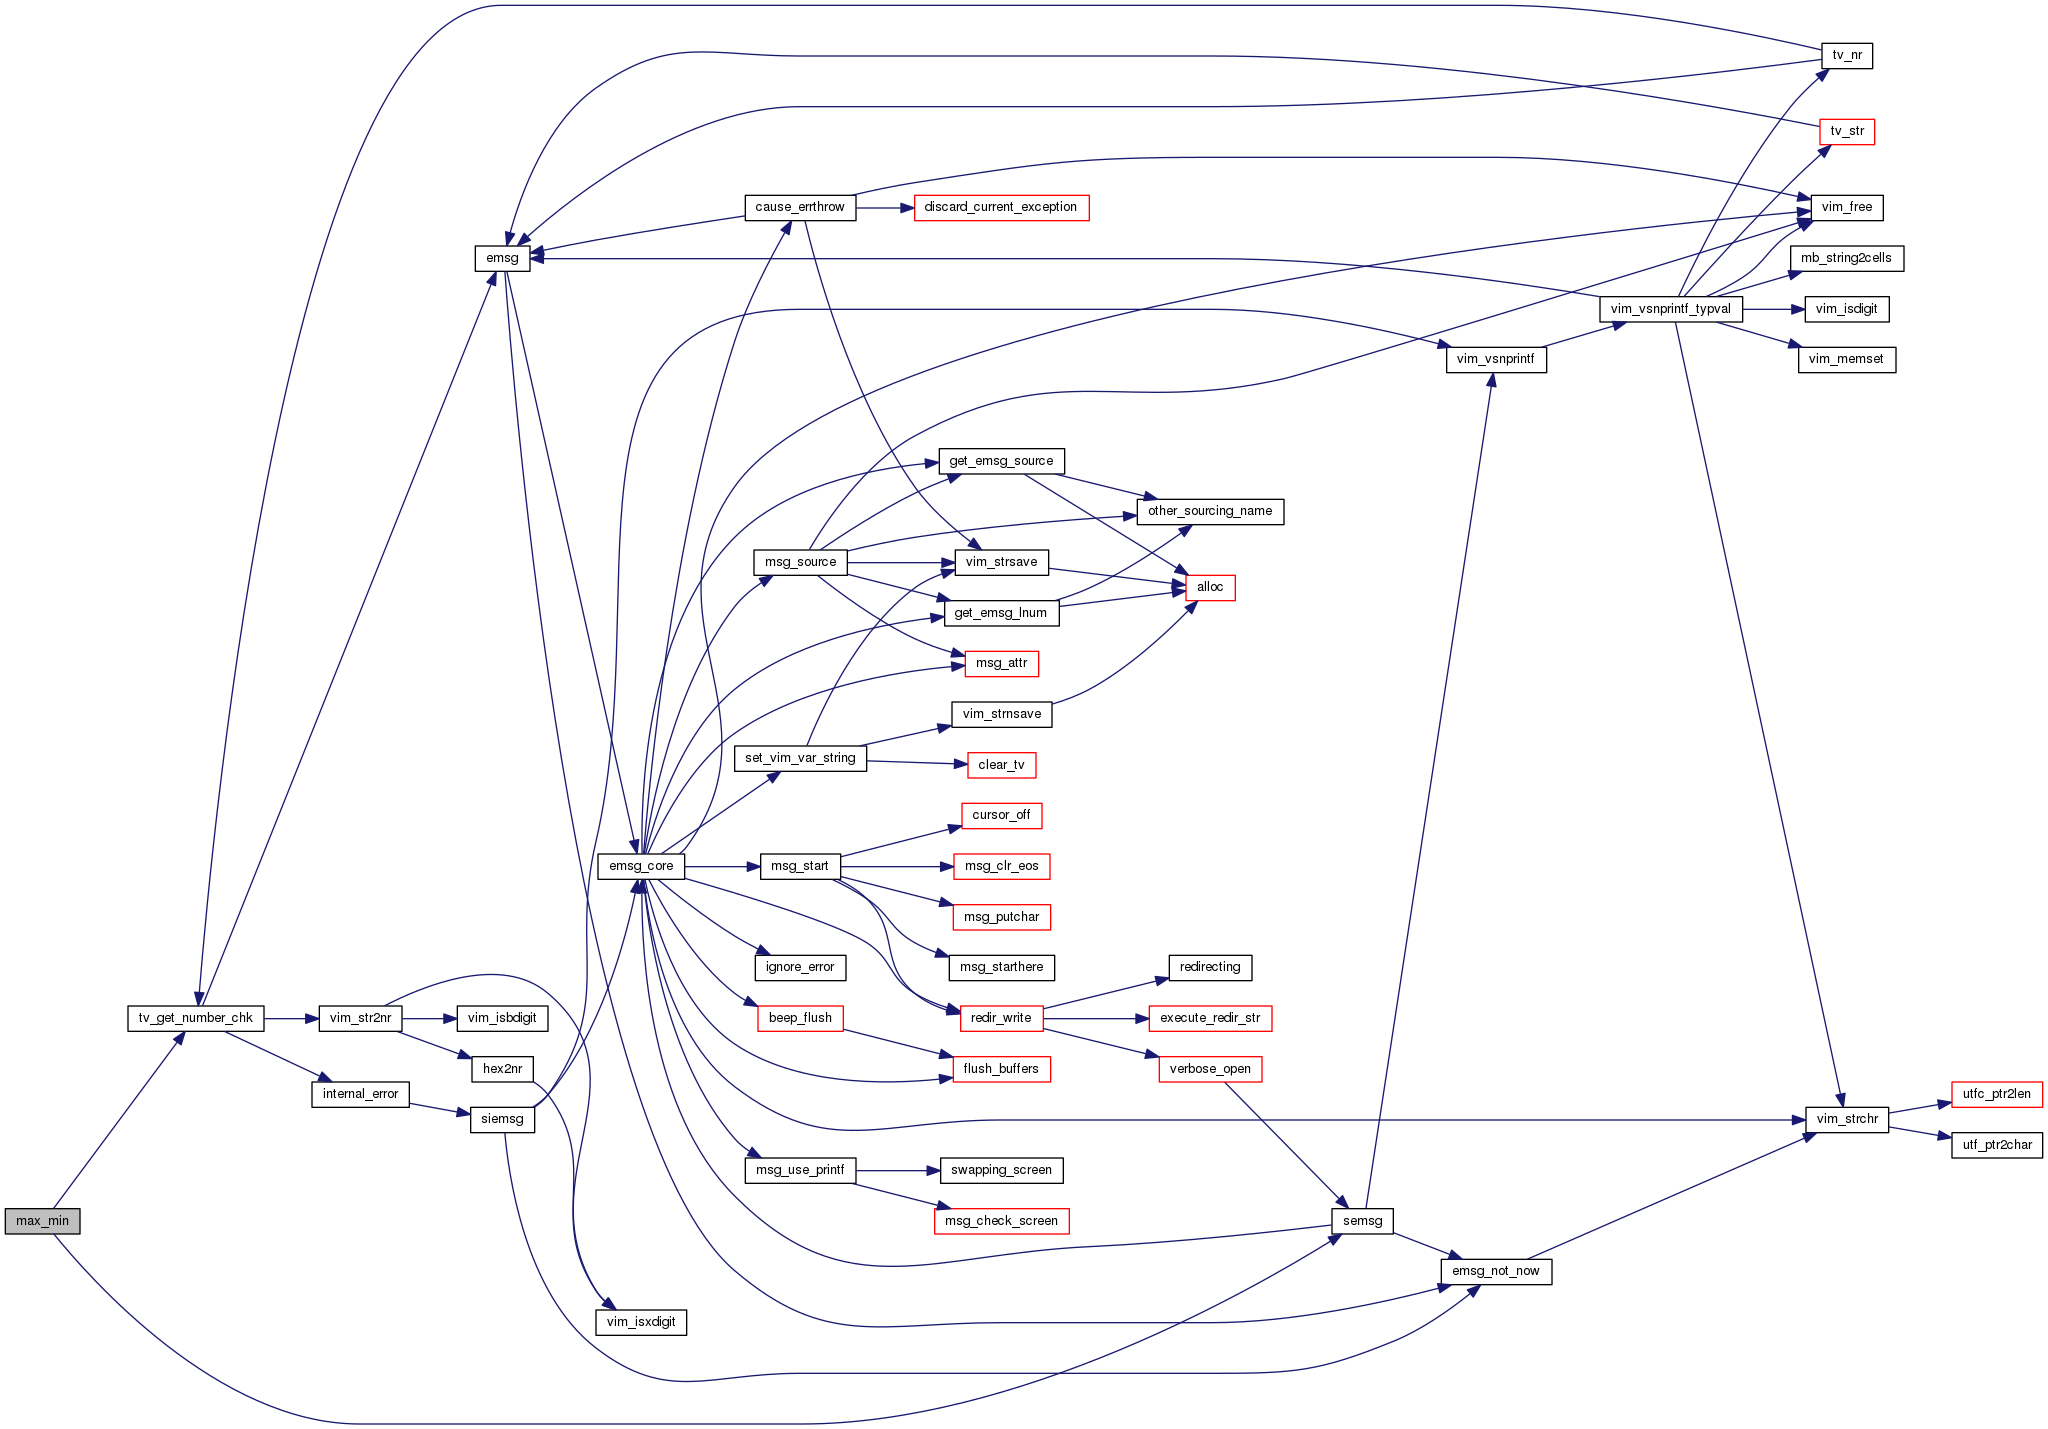 tv_nr
tv_str
cause_errthrow
discard_current_exception
vim_free
emsg
mb_string2cells
vim_vsnprintf_typval
vim_isdigit
vim_vsnprintf
vim_memset
get_emsg_source
other_sourcing_name
msg_source
vim_strsave
alloc
get_emsg_lnum
msg_attr
vim_strnsave
set_vim_var_string
clear_tv
cursor_off
emsg_core
msg_start
msg_clr_eos
msg_putchar
ignore_error
msg_starthere
redirecting
tv_get_number_chk
vim_str2nr
vim_isbdigit
beep_flush
redir_write
execute_redir_str
hex2nr
flush_buffers
verbose_open
internal_error
utfc_ptr2len
siemsg
vim_strchr
utf_ptr2char
msg_use_printf
swapping_screen
max_min
msg_check_screen
semsg
emsg_not_now
vim_isxdigit